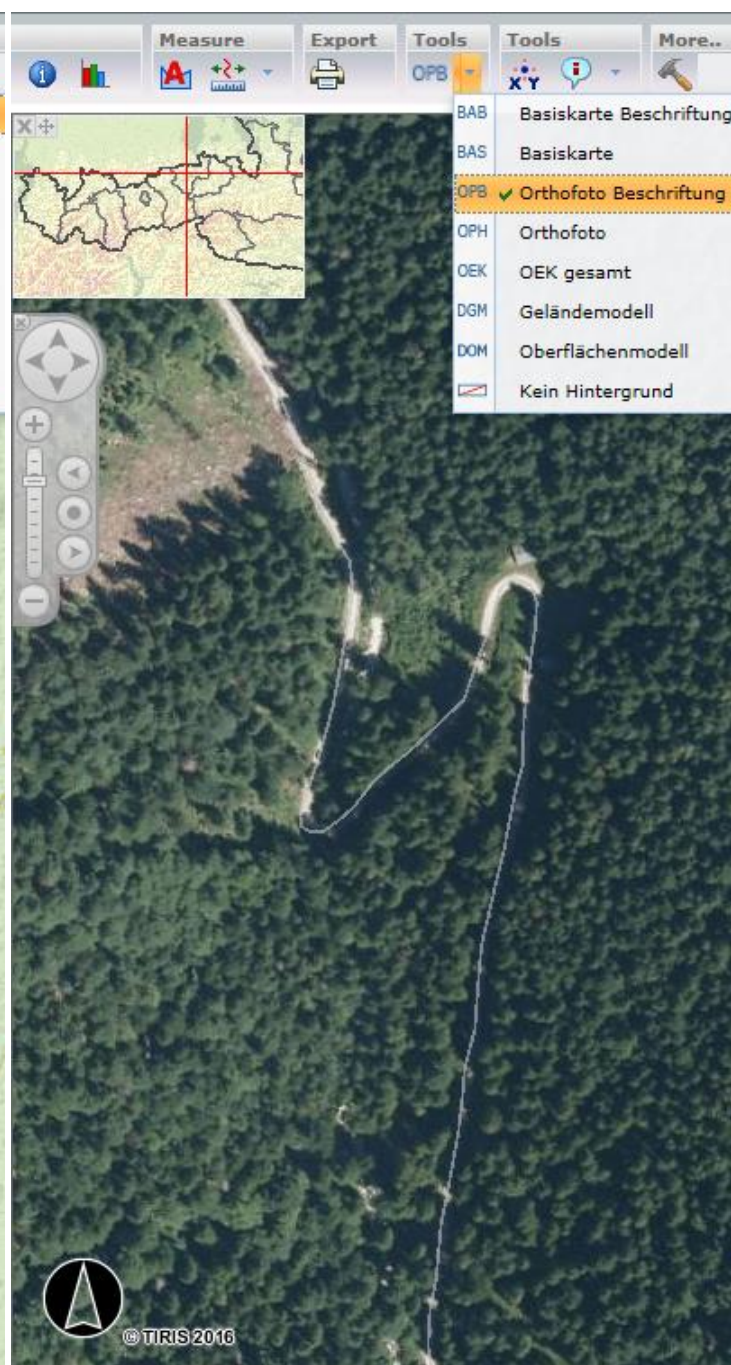 Measure Export Tools Tools More..
A OPB X Y
BAB Basiskarte Beschriftung
BAS Basiskarte
OPB Orthofoto Beschriftung
OPH Orthofoto
OEK OEK gesamt
DGM Geländemodell
DOM Oberflächenmodell
Kein Hintergrund
© TIRIS 2016